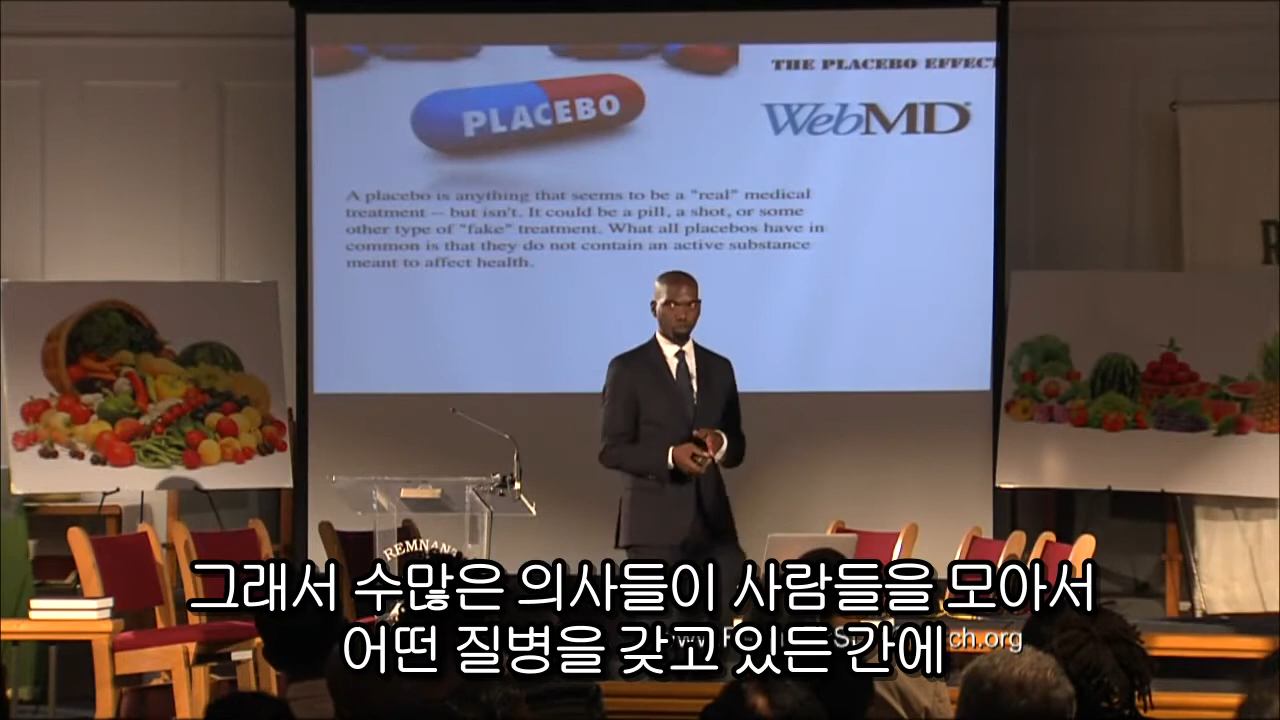 THE PLACEBO EFFECT
PLACEBO
WebMD
A placebo is anything that seems to be a "real" medical
treatment – but isn't. It could be a pill, a shot, or some
other type of "fake" treatment. What all placebos have in
common is that they do not contain an active substance
meant to affect health.
REMNANT
그래서 수많은 의사들이 사람들을 모아서
어떤 질병을 갖고 있든 간에